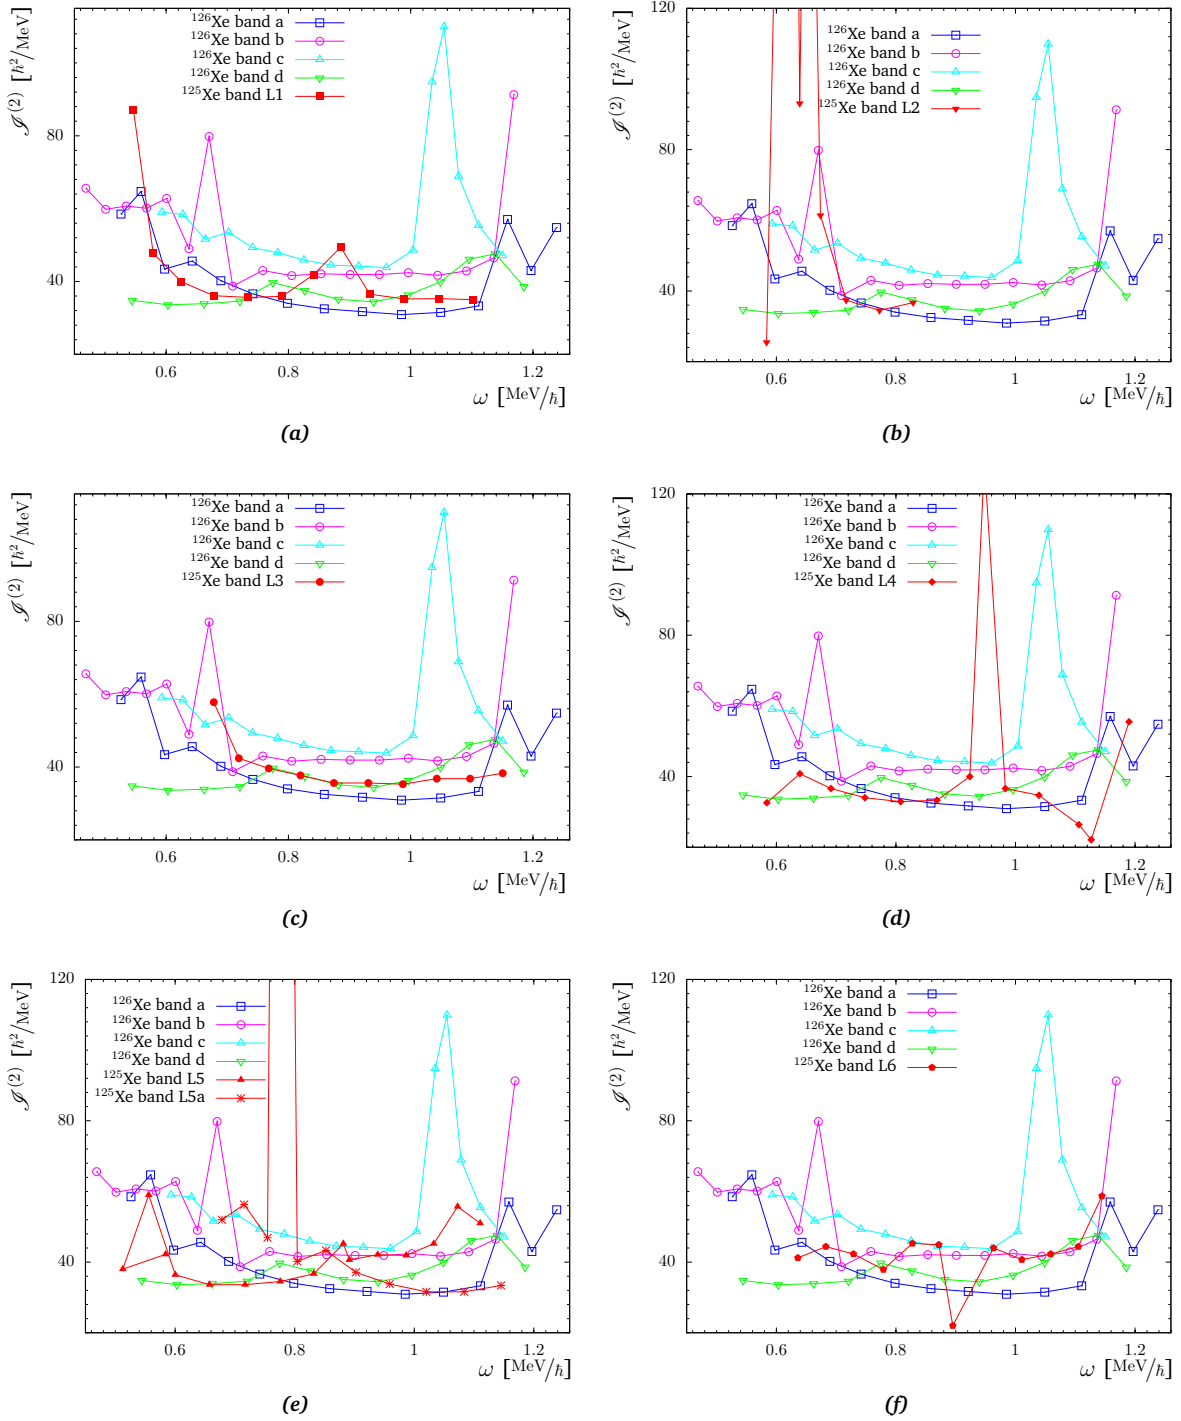 ¹²⁶Xe band a
¹²⁶Xe band b
¹²⁶Xe band c
¹²⁶Xe band d
¹²⁵Xe band L1
80
40
0.6 0.8 1 1.2
𝒥⁽²⁾ [ħ²/MeV]
ω [MeV/ħ]
(a)
120
¹²⁶Xe band a
¹²⁶Xe band b
¹²⁶Xe band c
¹²⁶Xe band d
¹²⁵Xe band L2
80
40
0.6 0.8 1 1.2
𝒥⁽²⁾ [ħ²/MeV]
ω [MeV/ħ]
(b)
¹²⁶Xe band a
¹²⁶Xe band b
¹²⁶Xe band c
¹²⁶Xe band d
¹²⁵Xe band L3
80
40
0.6 0.8 1 1.2
𝒥⁽²⁾ [ħ²/MeV]
ω [MeV/ħ]
(c)
120
¹²⁶Xe band a
¹²⁶Xe band b
¹²⁶Xe band c
¹²⁶Xe band d
¹²⁵Xe band L4
80
40
0.6 0.8 1 1.2
𝒥⁽²⁾ [ħ²/MeV]
ω [MeV/ħ]
(d)
120
¹²⁶Xe band a
¹²⁶Xe band b
¹²⁶Xe band c
¹²⁶Xe band d
¹²⁵Xe band L5
¹²⁵Xe band L5a
80
40
0.6 0.8 1 1.2
𝒥⁽²⁾ [ħ²/MeV]
ω [MeV/ħ]
(e)
120
¹²⁶Xe band a
¹²⁶Xe band b
¹²⁶Xe band c
¹²⁶Xe band d
¹²⁵Xe band L6
80
40
0.6 0.8 1 1.2
𝒥⁽²⁾ [ħ²/MeV]
ω [MeV/ħ]
(f)